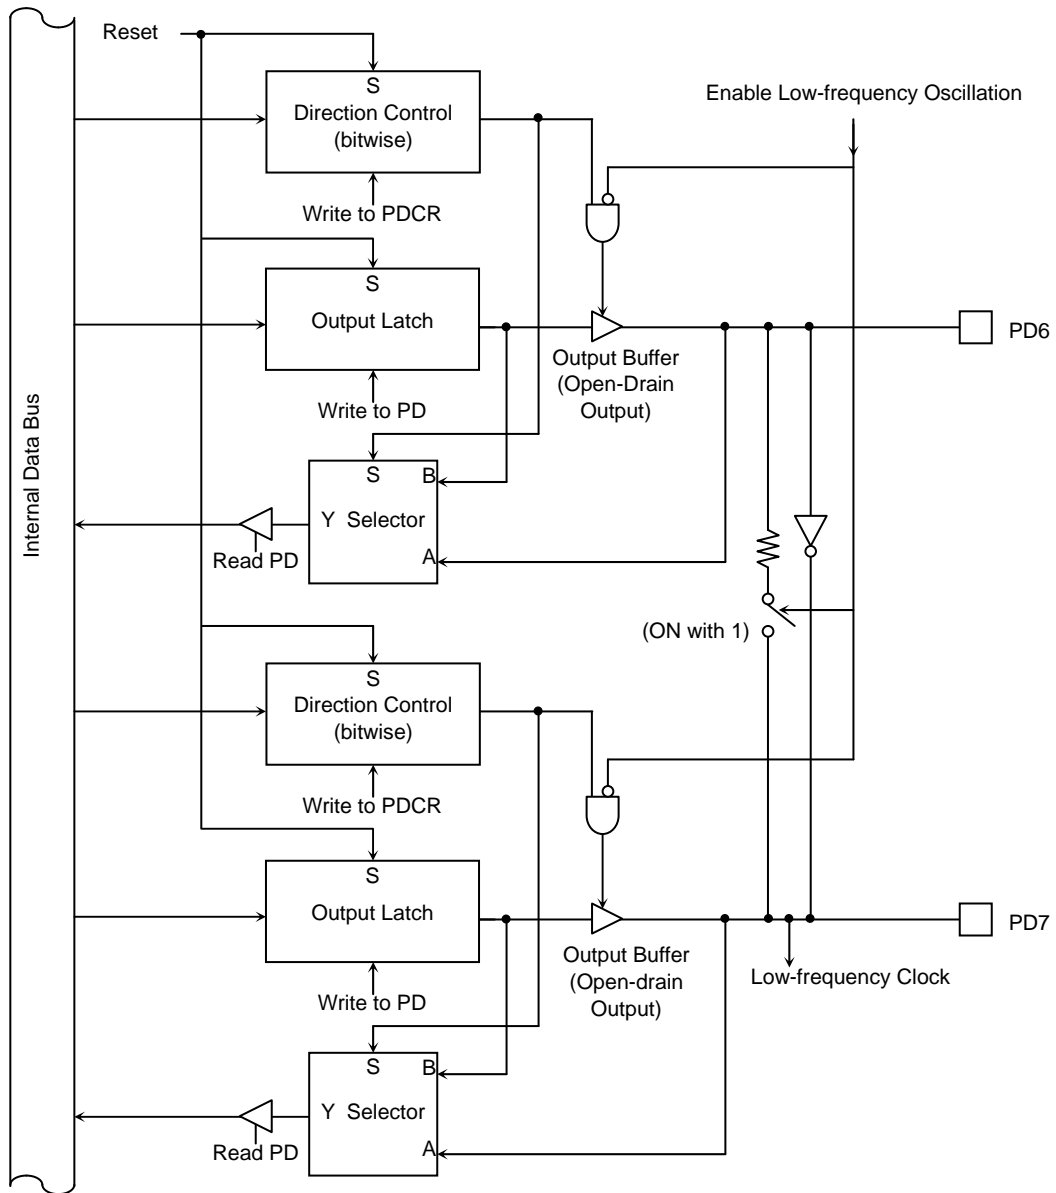 Reset
S
Direction Control
(bitwise)
Enable Low-frequency Oscillation
Write to PDCR
S
Output Latch
PD6
Output Buffer
(Open-Drain
Output)
Write to PD
S
B
Y Selector
A
Read PD
Internal Data Bus
(ON with 1)
S
Direction Control
(bitwise)
Write to PDCR
S
Output Latch
PD7
Output Buffer
(Open-drain
Output)
Low-frequency Clock
Write to PD
S
B
Y Selector
A
Read PD